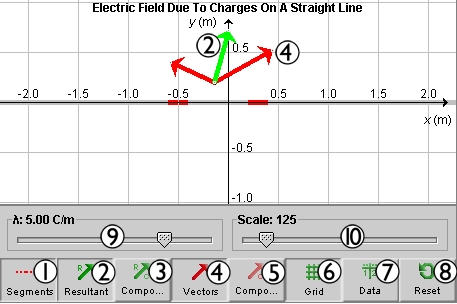 Electric Field Due To Charges On A Straight Line
y (m)
② ④
0.5
-2.0 -1.5 -1.0 -0.5 0 0.5 1.0 1.5 2.0
x (m)
-0.5
-1.0
λ: 5.00 C/m Scale: 125
⑨ ⑩
① ② ③ ④ ⑤ ⑥ ⑦ ⑧
R R C
Segments Resultant Compo... Vectors Compo... Grid Data Reset